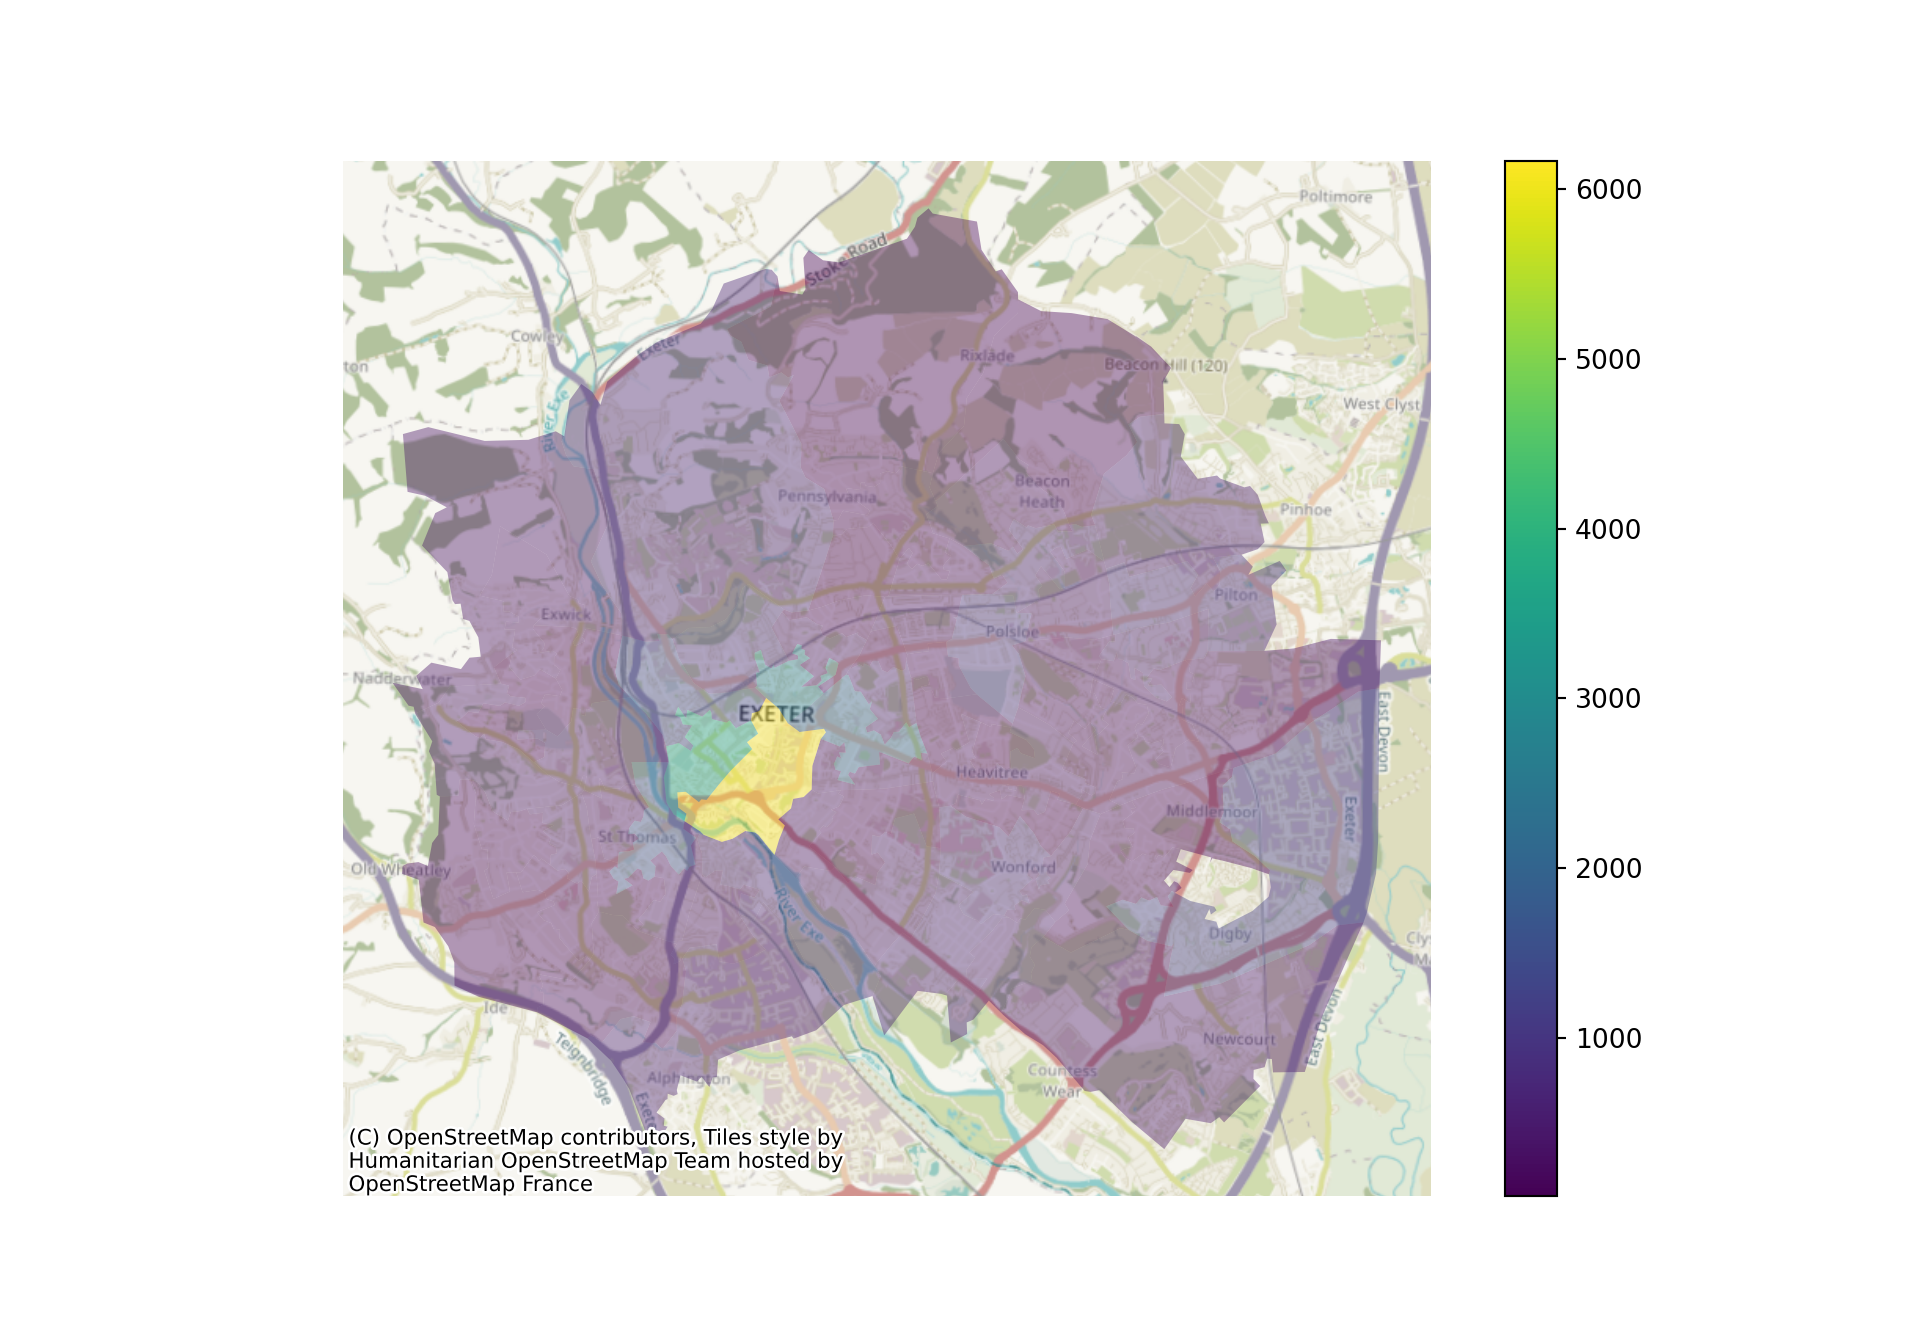 Poltimore
Stoke Road
Cowley
Exeter
Rixlade
Beacon Hill (120)
ton
River Exe
West Clyst
Pennsylvania
Beacon
Heath
Pinhoe
Exwick
Pilton
Polsloe
Nadderwater
EXETER
East Devon
Heavitree
Middlemoor
Exeter
St Thomas
Old Wheatley
Wonford
River Exe
Digby
Cly
M
Ide
Teignbridge
Exete
Alphington
Newcourt
East Devon
Countess
Wear
(C) OpenStreetMap contributors, Tiles style by
Humanitarian OpenStreetMap Team hosted by
OpenStreetMap France
6000
5000
4000
3000
2000
1000